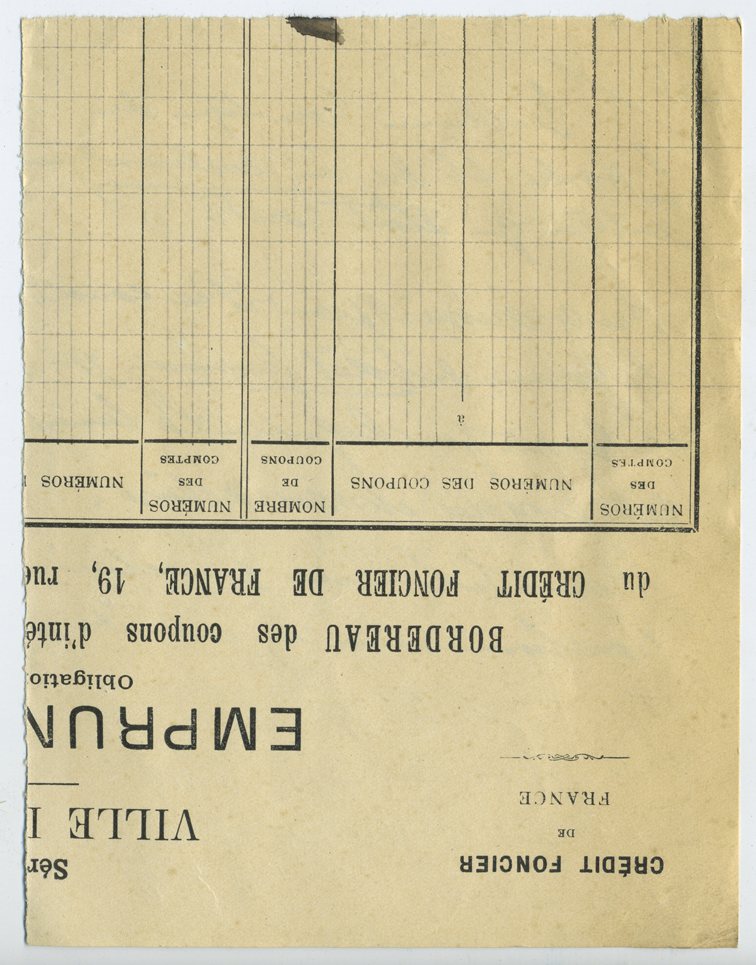 Sér
CRÉDIT FONCIER
DE
FRANCE
VILLE
EMPRUN
Obligatio
BORDEREAU des coupons d'inté
du CRÉDIT FONCIER DE FRANCE, 19, rue
NUMÉROS DES COMPTES
NUMÉROS DES COUPONS
NOMBRE DE COUPONS
NUMÉROS DES COMPTES
NUMÉROS
à